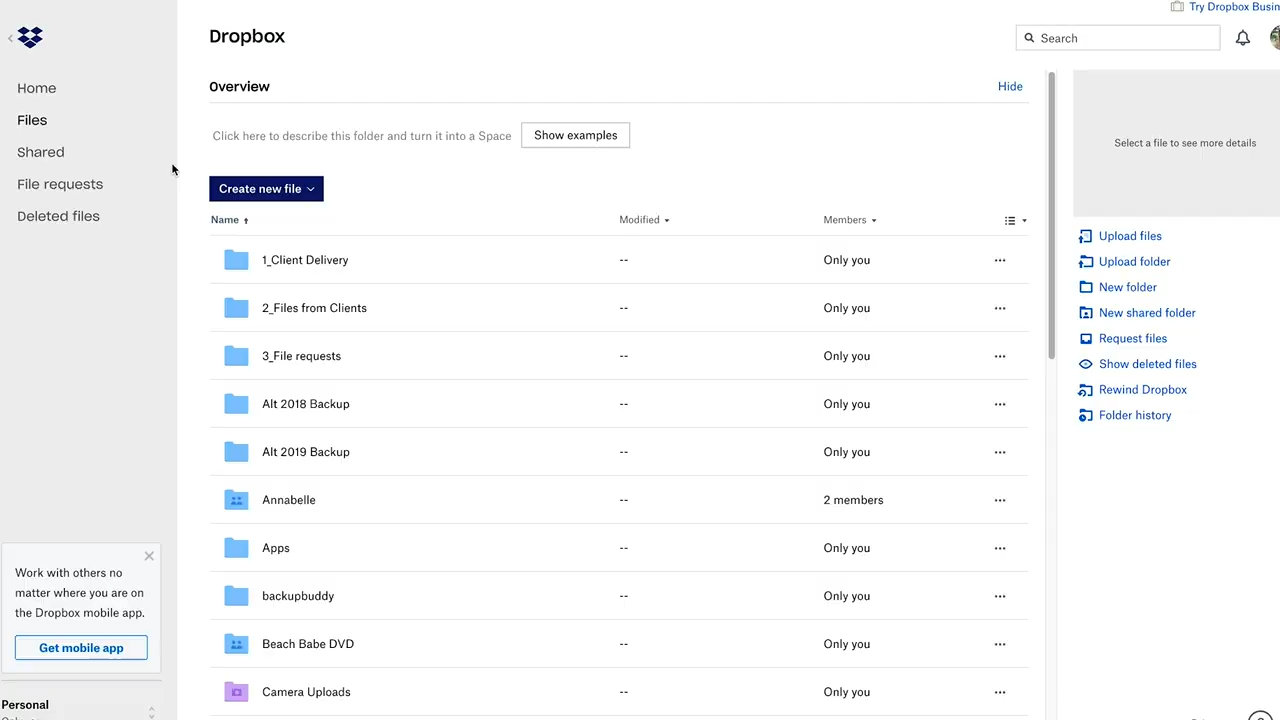 Try Dropbox Busin
Dropbox
Search
Home
Files
Shared
File requests
Deleted files
Overview
Hide
Click here to describe this folder and turn it into a Space
Show examples
Create new file
Name
Modified
Members
1_Client Delivery
--
Only you
2_Files from Clients
--
Only you
3_File requests
--
Only you
Alt 2018 Backup
--
Only you
Alt 2019 Backup
--
Only you
Annabelle
--
2 members
Apps
--
Only you
backupbuddy
--
Only you
Beach Babe DVD
--
Only you
Camera Uploads
--
Only you
Select a file to see more details
Upload files
Upload folder
New folder
New shared folder
Request files
Show deleted files
Rewind Dropbox
Folder history
Work with others no
matter where you are on
the Dropbox mobile app.
Get mobile app
Personal